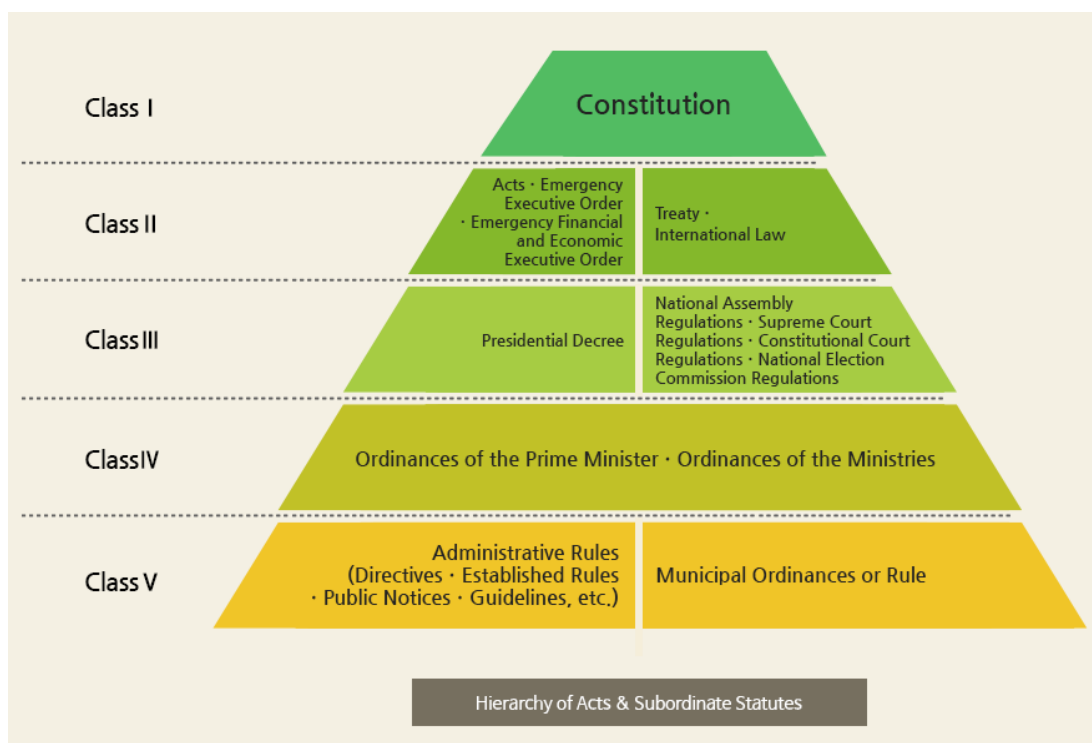 Class Ⅰ
Constitution
Class Ⅱ
Acts · Emergency
Executive Order
· Emergency Financial
and Economic
Executive Order
Treaty ·
International Law
Class Ⅲ
Presidential Decree
National Assembly
Regulations · Supreme Court
Regulations · Constitutional Court
Regulations · National Election
Commission Regulations
Class Ⅳ
Ordinances of the Prime Minister · Ordinances of the Ministries
Class Ⅴ
Administrative Rules
(Directives · Established Rules
· Public Notices · Guidelines, etc.)
Municipal Ordinances or Rule
Hierarchy of Acts & Subordinate Statutes